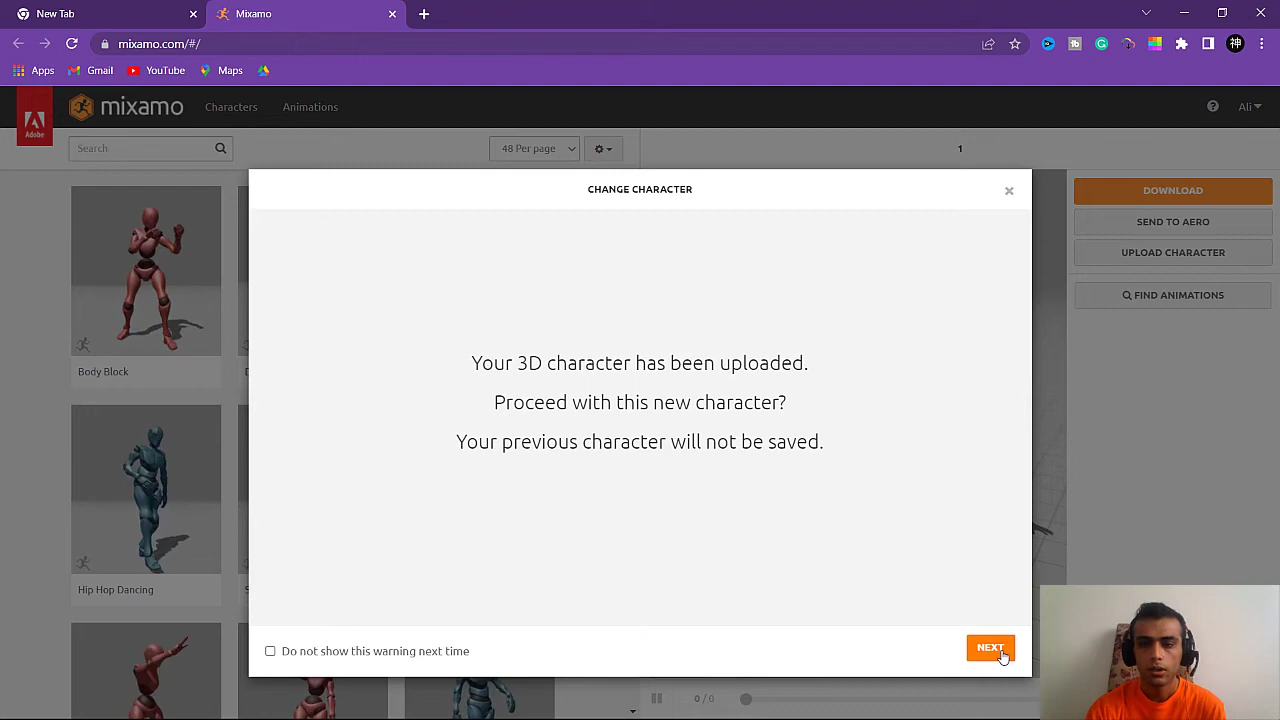 New Tab
Mixamo
mixamo.com/#/
神
Apps
Gmail
YouTube
Maps
Adobe
mixamo
Characters
Animations
Ali
Search
48 Per page
1
CHANGE CHARACTER
DOWNLOAD
SEND TO AERO
UPLOAD CHARACTER
FIND ANIMATIONS
Your 3D character has been uploaded.
Proceed with this new character?
Your previous character will not be saved.
Body Block
Hip Hop Dancing
Do not show this warning next time
NEXT
0 / 0